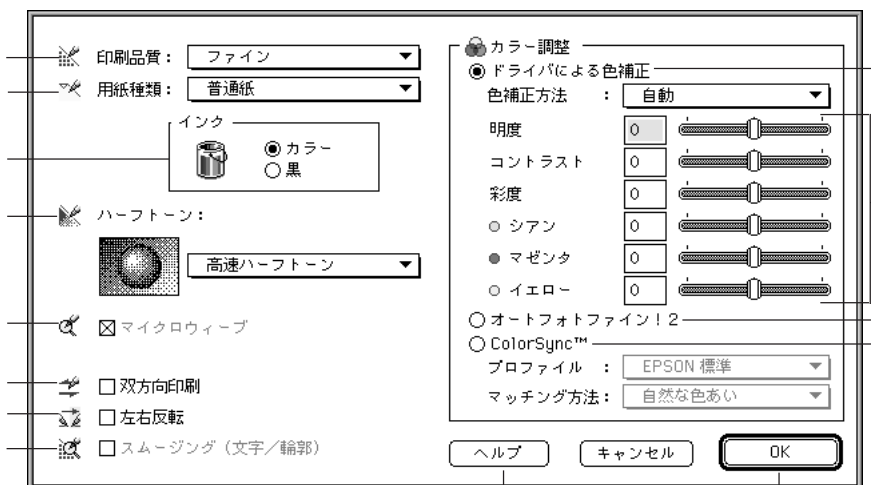 印刷品質： ファイン
用紙種類： 普通紙
インク
カラー
黒
ハーフトーン：
高速ハーフトーン
マイクロウィーブ
双方向印刷
左右反転
スムージング（文字／輪郭）
カラー調整
ドライバによる色補正
色補正方法 ： 自動
明度 0
コントラスト 0
彩度 0
シアン 0
マゼンタ 0
イエロー 0
オートフォトファイン！2
ColorSync™
プロファイル ： EPSON 標準
マッチング方法： 自然な色あい
ヘルプ キャンセル OK